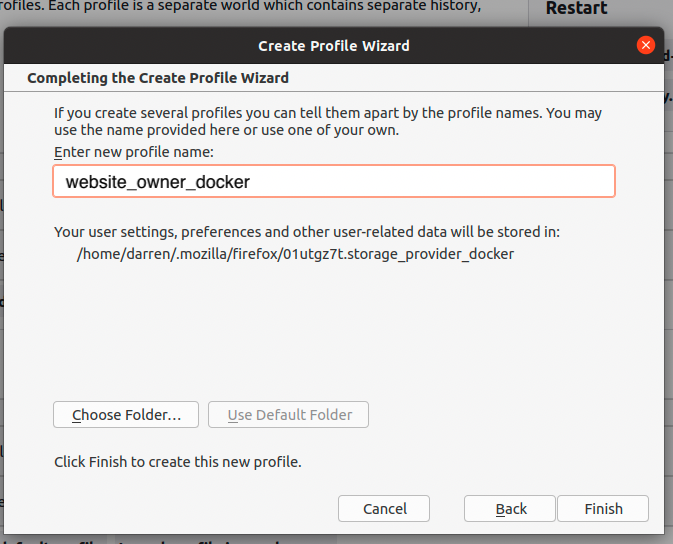 rofiles. Each profile is a separate world which contains separate history,
Restart
Create Profile Wizard
Completing the Create Profile Wizard
If you create several profiles you can tell them apart by the profile names. You may
use the name provided here or use one of your own.
Enter new profile name:
website_owner_docker
Your user settings, preferences and other user-related data will be stored in:
/home/darren/.mozilla/firefox/01utgz7t.storage_provider_docker
Choose Folder...
Use Default Folder
Click Finish to create this new profile.
Cancel
Back
Finish